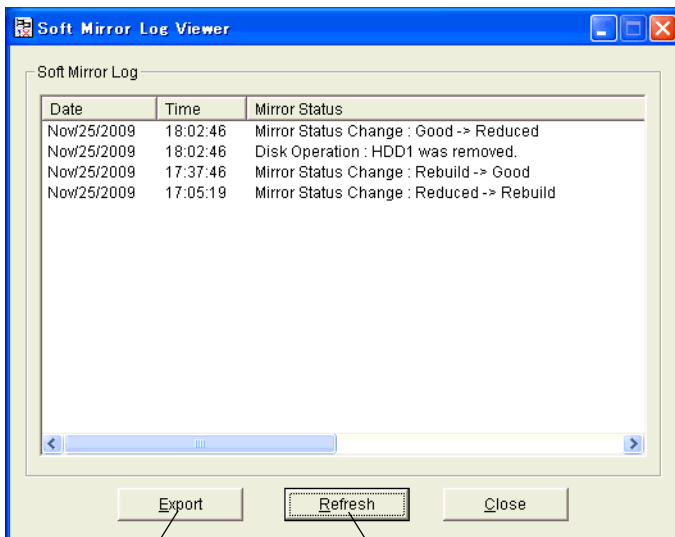 Soft Mirror Log Viewer
Soft Mirror Log
Date Time Mirror Status
Nov/25/2009 18:02:46 Mirror Status Change : Good -> Reduced
Nov/25/2009 18:02:46 Disk Operation : HDD1 was removed.
Nov/25/2009 17:37:46 Mirror Status Change : Rebuild -> Good
Nov/25/2009 17:05:19 Mirror Status Change : Reduced -> Rebuild
Export Refresh Close